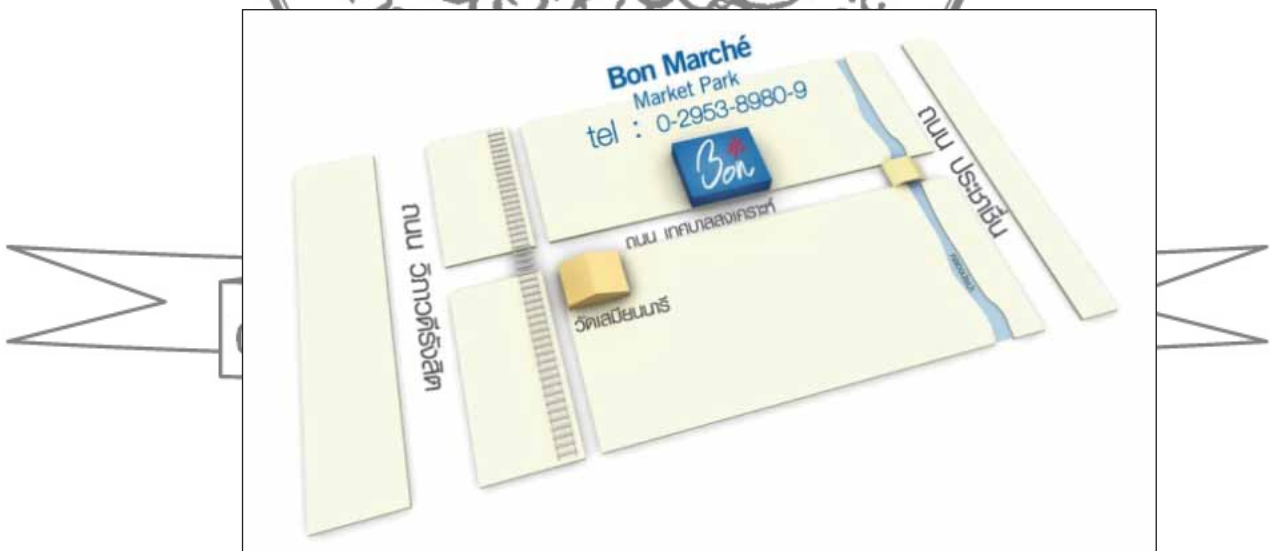 Bon Marché
Market Park
tel : 0-2953-8980-9
Bon
ถนน ประชาชื่น
ถนน เทศบาลสงเคราะห์
ถนน วิภาวดีรังสิต
วัดเสมียนนารี